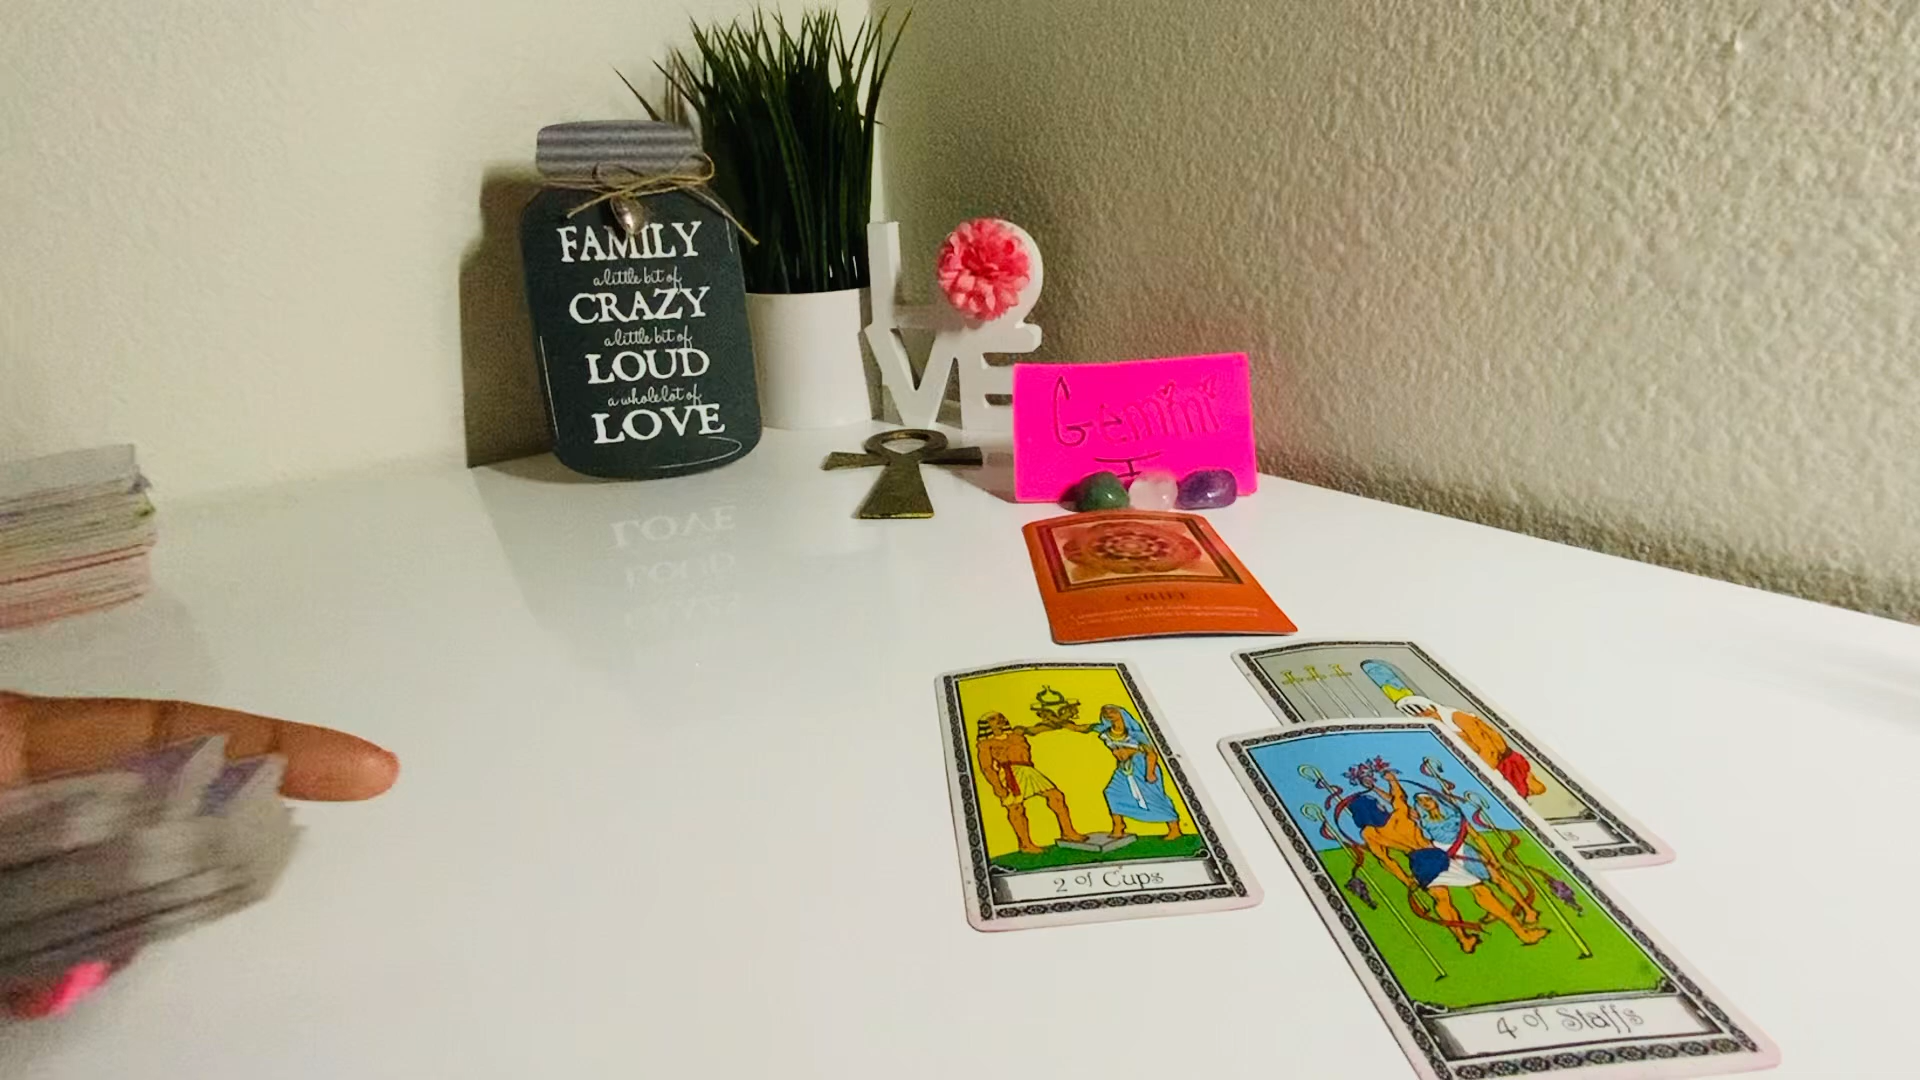 FAMILY
a little bit of
CRAZY
a little bit of
LOUD
a whole lot of
LOVE
LOVE
Gemini
I
GRIEF
2 of Cups
4 of Staffs